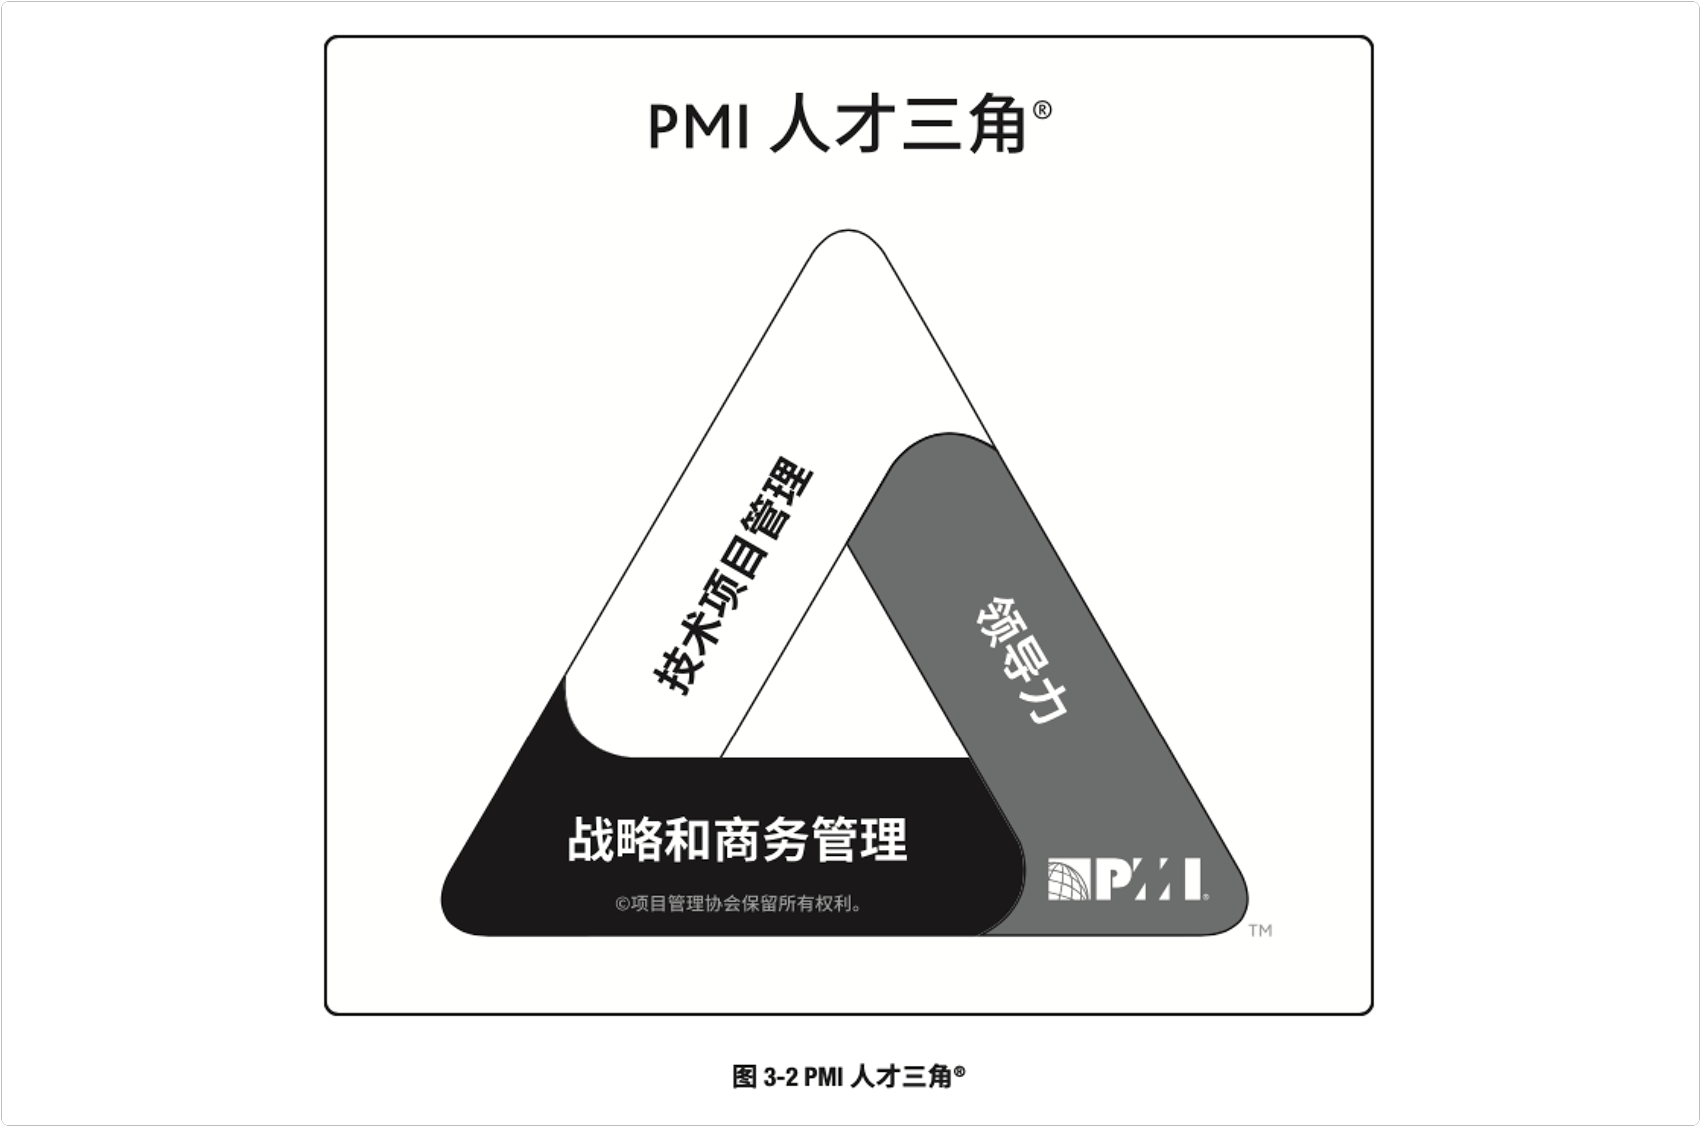 PMI 人才三角®
技术项目管理
领导力
战略和商务管理
©项目管理协会保留所有权利。
PMI®
TM
图 3-2 PMI 人才三角®